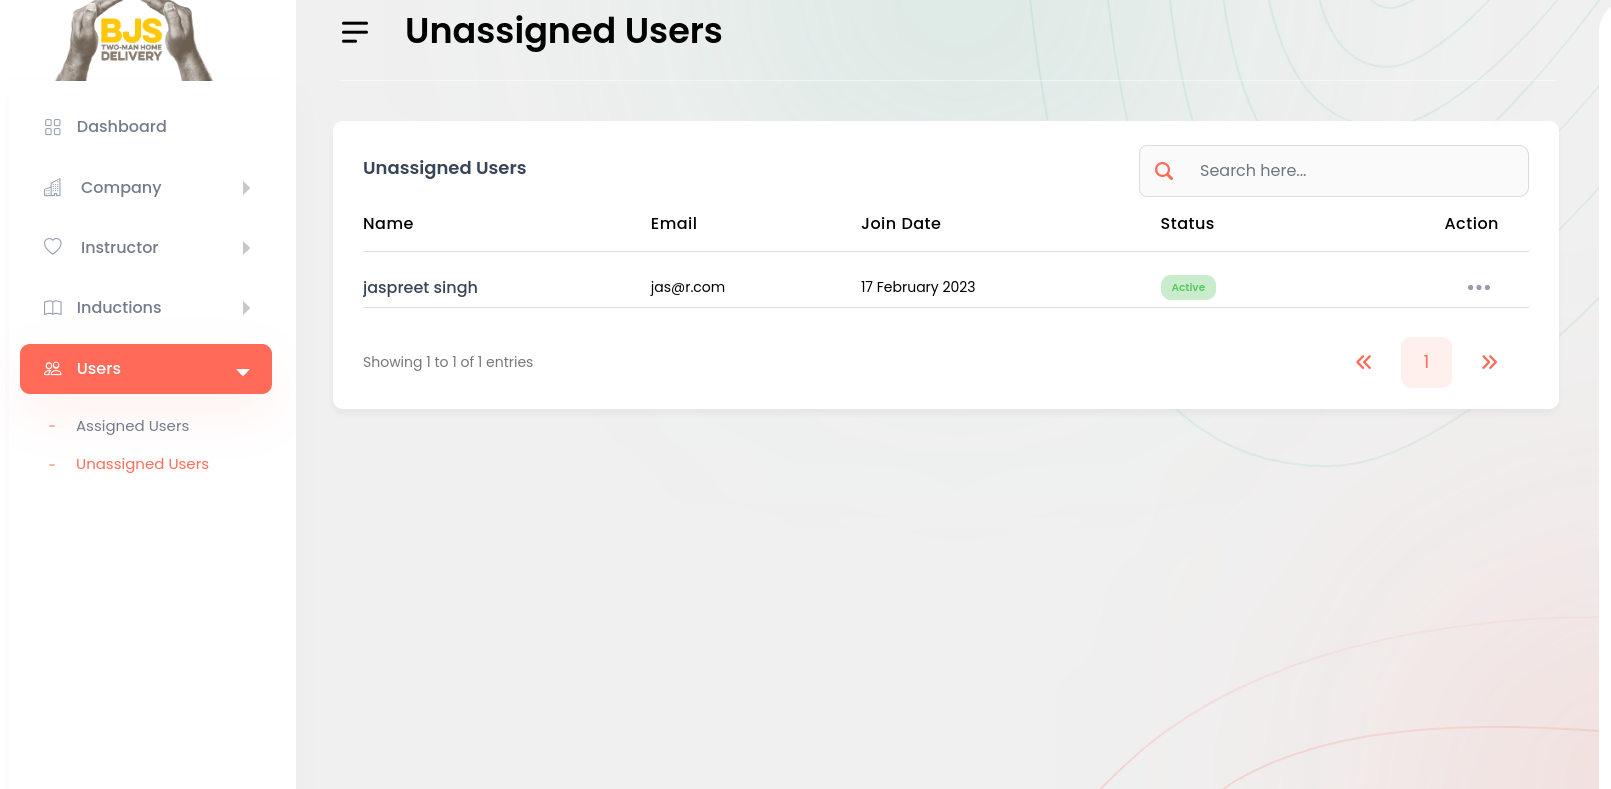 BJS
TWO-MAN HOME
DELIVERY
Dashboard
Company
Instructor
Inductions
Users
Assigned Users
Unassigned Users
Unassigned Users
Unassigned Users
Search here...
Name Email Join Date Status Action
jaspreet singh jas@r.com 17 February 2023 Active
Showing 1 to 1 of 1 entries
1